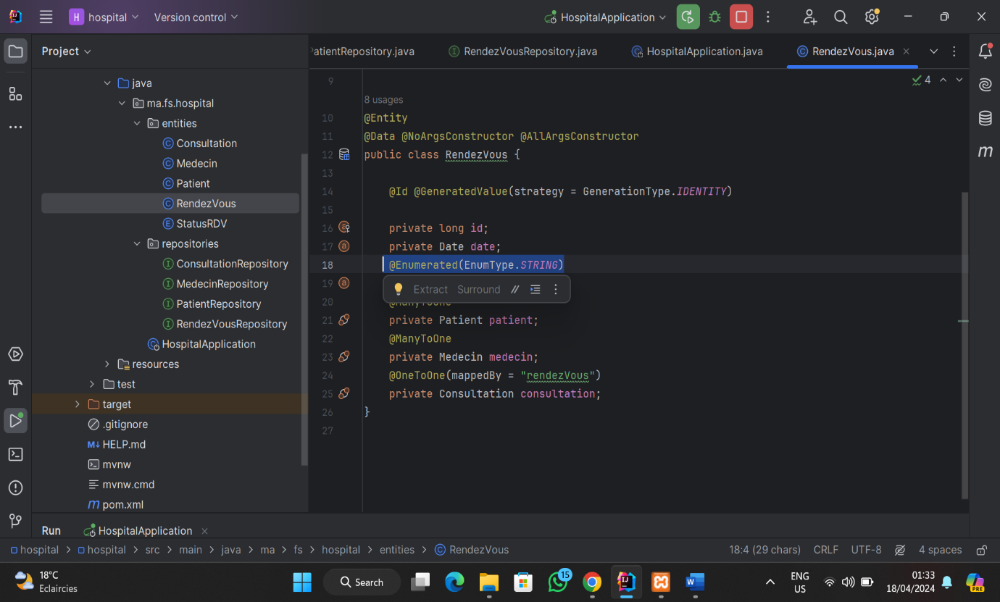 H hospital Version control HospitalApplication
Project
atientRepository.java RendezVousRepository.java HospitalApplication.java RendezVous.java
java
ma.fs.hospital
entities
Consultation
Medecin
Patient
RendezVous
StatusRDV
repositories
ConsultationRepository
MedecinRepository
PatientRepository
RendezVousRepository
HospitalApplication
resources
test
target
.gitignore
M↓ HELP.md
mvnw
mvnw.cmd
m pom.xml
4
9
8 usages
10 @Entity
11 @Data @NoArgsConstructor @AllArgsConstructor
12 public class RendezVous {
13
14 @Id @GeneratedValue(strategy = GenerationType.IDENTITY)
15
16 private long id;
17 private Date date;
18 @Enumerated(EnumType.STRING)
19
Extract Surround //
20 @ManyToOne
21 private Patient patient;
22 @ManyToOne
23 private Medecin medecin;
24 @OneToOne(mappedBy = "rendezVous")
25 private Consultation consultation;
26 }
27
m
Run HospitalApplication
hospital > hospital > src > main > java > ma > fs > hospital > entities > RendezVous 18:4 (29 chars) CRLF UTF-8 4 spaces
18°C
Eclaircies
Search
15
ENG
US
01:33
18/04/2024
PRE